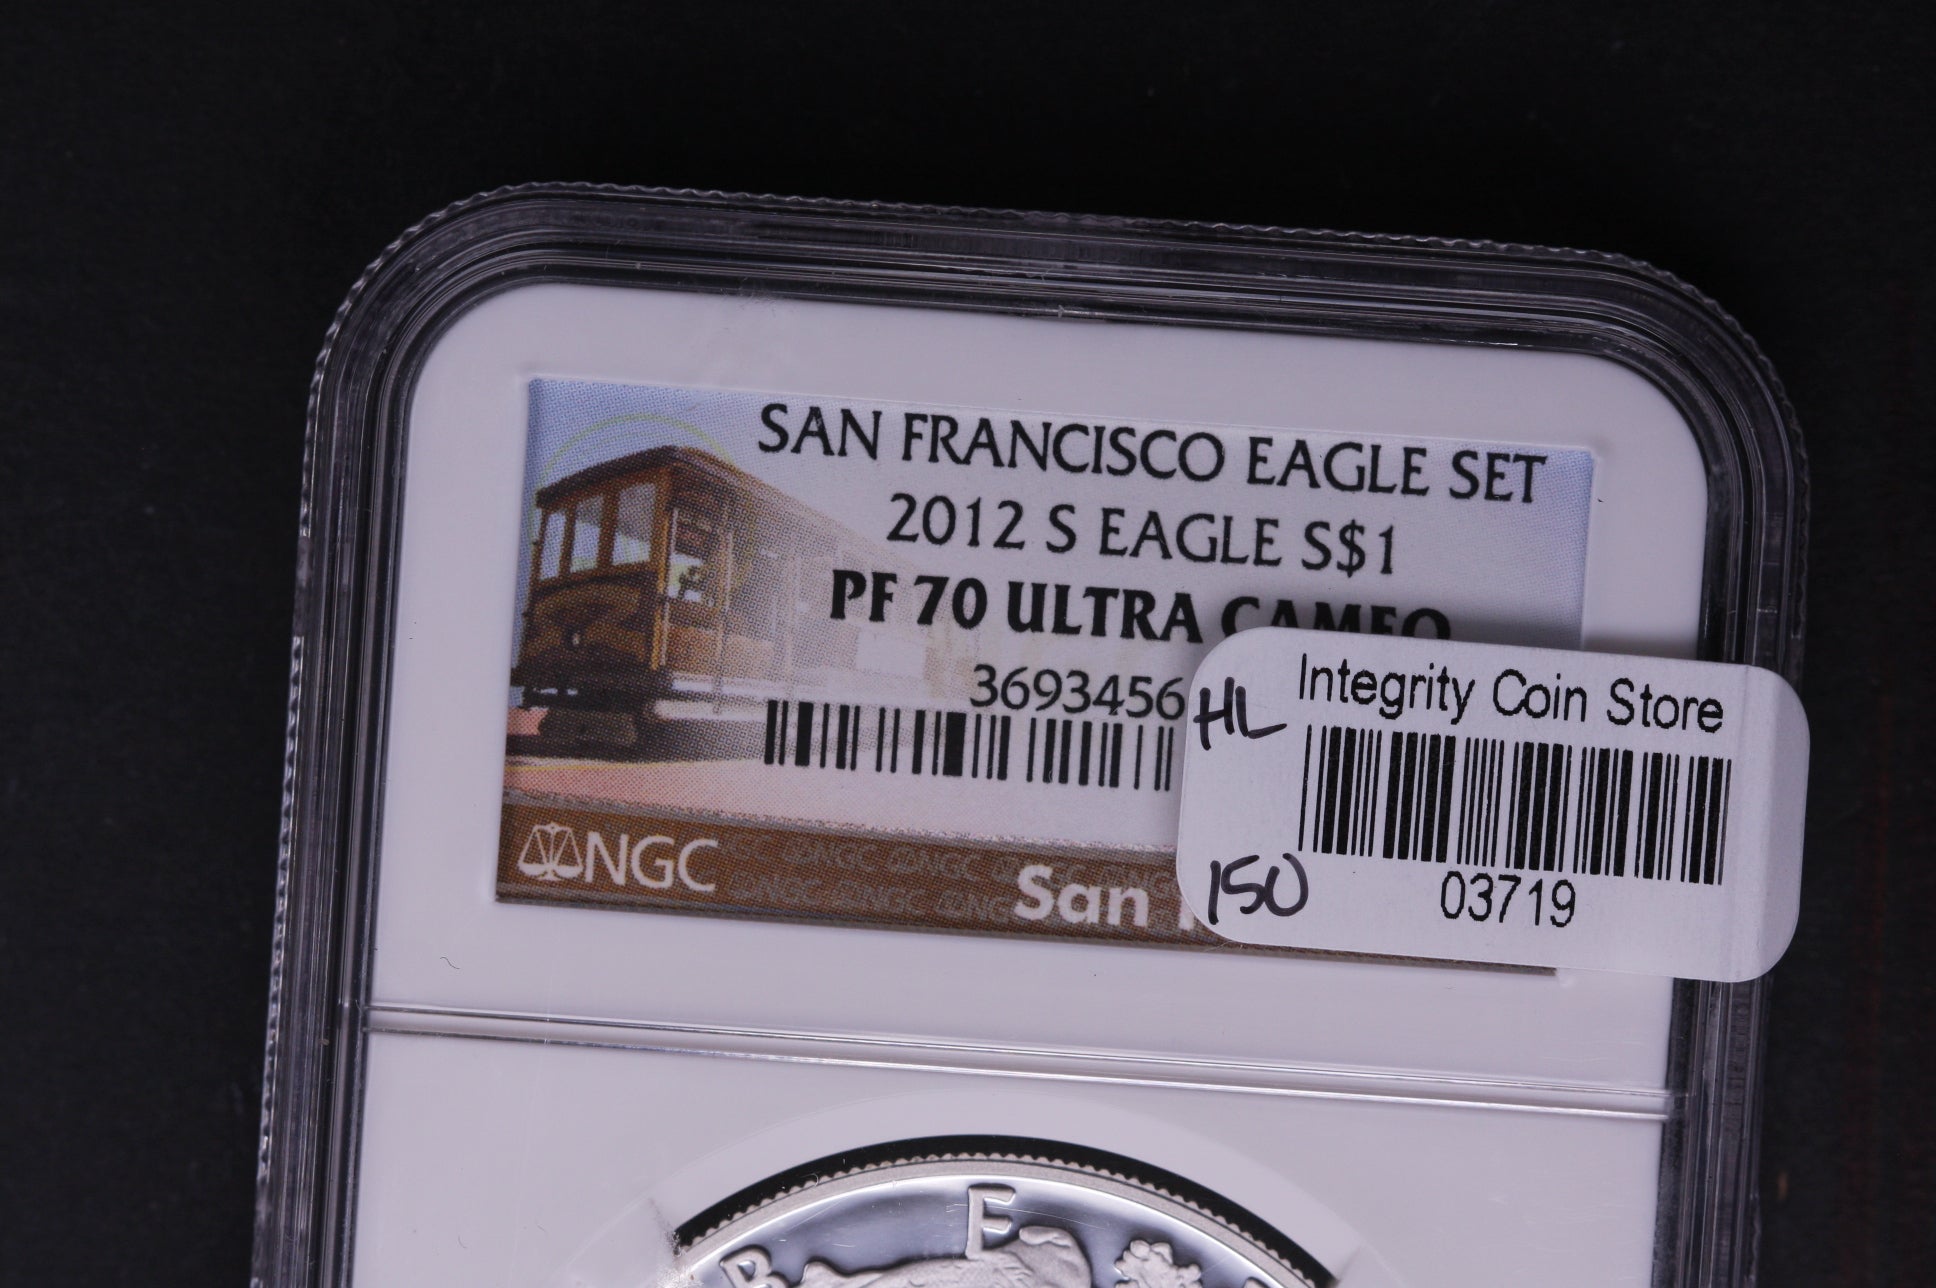 SAN FRANCISCO EAGLE SET
2012 S EAGLE S$1
PF 70 ULTRA CAMEO
3693456
NGC
San
HL
Integrity Coin Store
150
03719
E
B